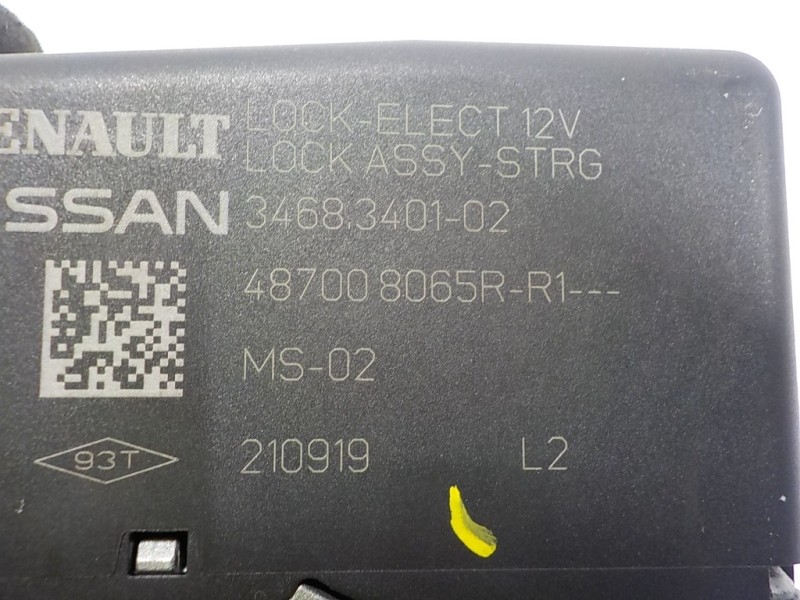 ENAULT
SSAN
LOCK-ELECT 12V
LOCK ASSY-STRG
3468.3401-02
48700 8065R-R1---
MS-02
93T
210919 L2